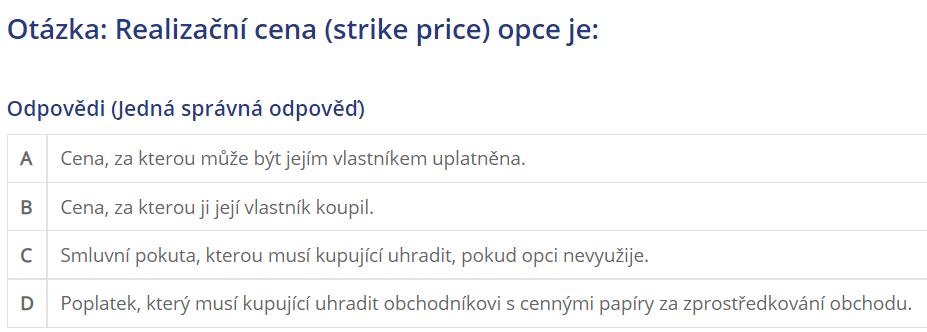 Otázka: Realizační cena (strike price) opce je:
Odpovědi (Jedná správná odpověď)
A Cena, za kterou může být jejím vlastníkem uplatněna.
B Cena, za kterou ji její vlastník koupil.
C Smluvní pokuta, kterou musí kupující uhradit, pokud opci nevyužije.
D Poplatek, který musí kupující uhradit obchodníkovi s cennými papíry za zprostředkování obchodu.